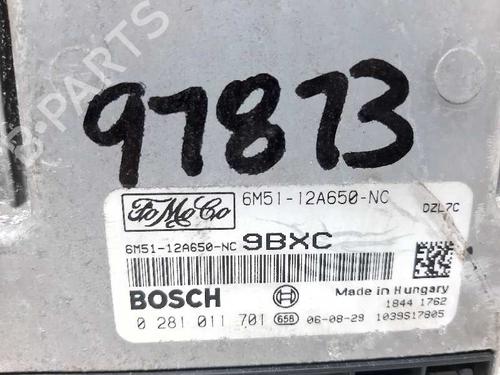 B-PARTS
97873
FoMoCo
6M51-12A650-NC
DZL7C
6M51-12A650-NC 9BXC
BOSCH
Made in Hungary
1844 1762
0 281 011 701 658 06-08-29 1039S17805